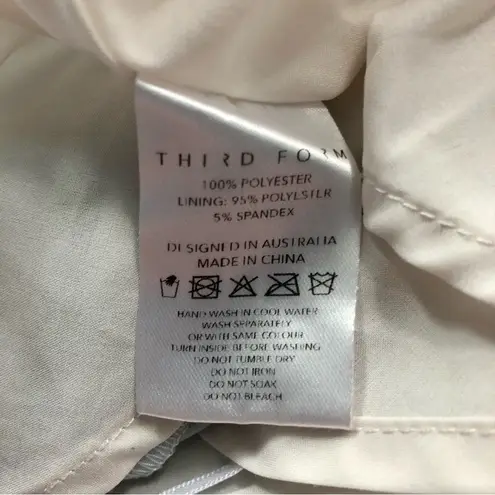 THIRD FORM
100% POLYESTER
LINING: 95% POLYESTER
5% SPANDEX
DESIGNED IN AUSTRALIA
MADE IN CHINA
HAND WASH IN COOL WATER
WASH SEPARATELY
OR WITH SAME COLOUR
TURN INSIDE BEFORE WASHING
DO NOT TUMBLE DRY
DO NOT IRON
DO NOT SOAK
DO NOT BLEACH